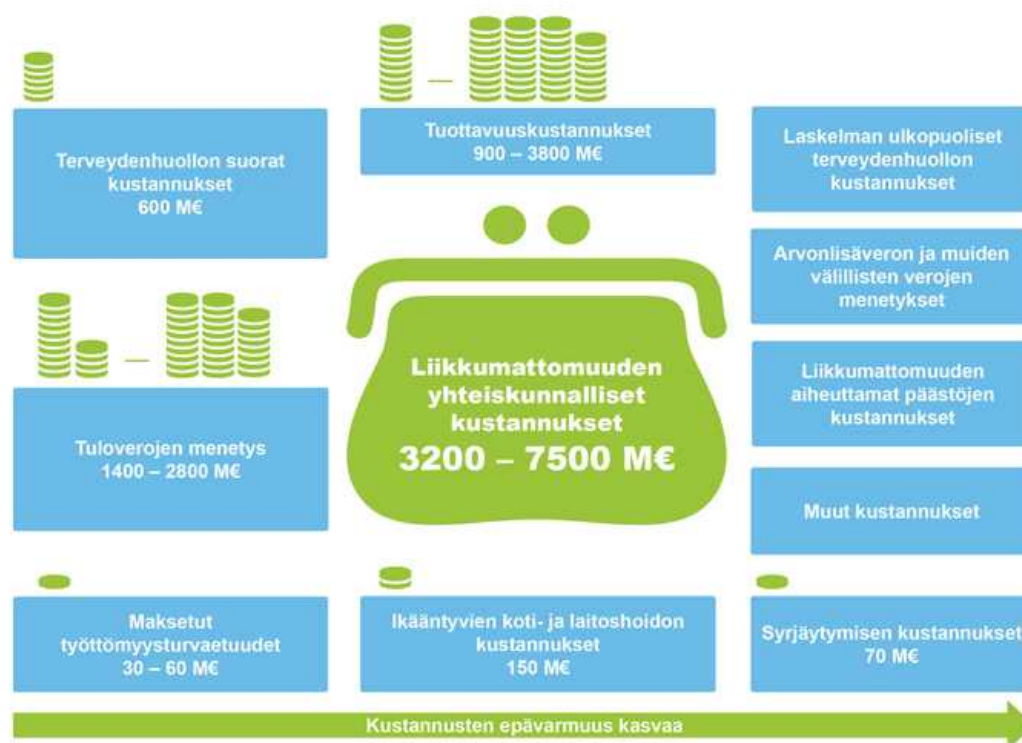 Terveydenhuollon suorat
kustannukset
600 M€
Tuloverojen menetys
1400 – 2800 M€
Maksetut
työttömyysturvaetuudet
30 – 60 M€
Tuottavuuskustannukset
900 – 3800 M€
Liikkumattomuuden
yhteiskunnalliset
kustannukset
3200 – 7500 M€
Ikääntyvien koti- ja laitoshoidon
kustannukset
150 M€
Laskelman ulkopuoliset
terveydenhuollon
kustannukset
Arvonlisäveron ja muiden
välillisten verojen
menetykset
Liikkumattomuuden
aiheuttamat päästöjen
kustannukset
Muut kustannukset
Syrjäytymisen kustannukset
70 M€
Kustannusten epävarmuus kasvaa